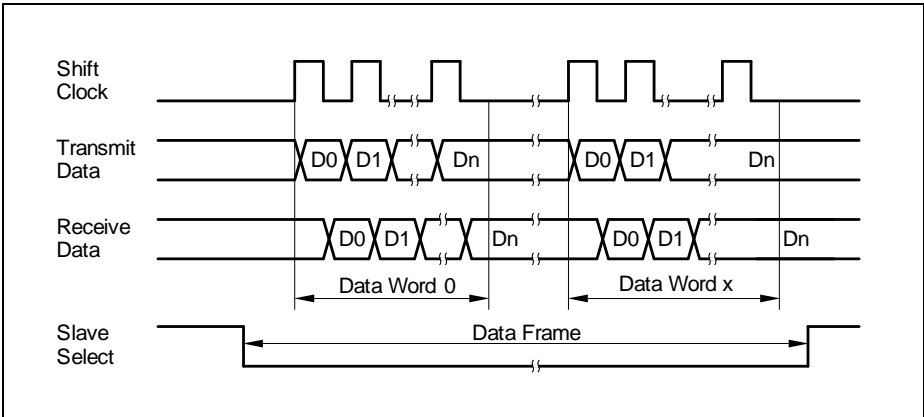 Shift
Clock
Transmit
Data
D0 D1 Dn D0 D1 Dn
Receive
Data
D0 D1 Dn D0 D1 Dn
Data Word 0 Data Word x
Slave
Select
Data Frame